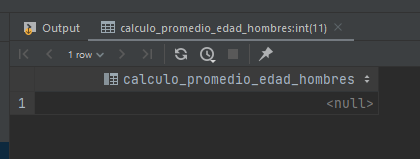 Output
calculo_promedio_edad_hombres:int(11)
1 row
calculo_promedio_edad_hombres
1
<null>